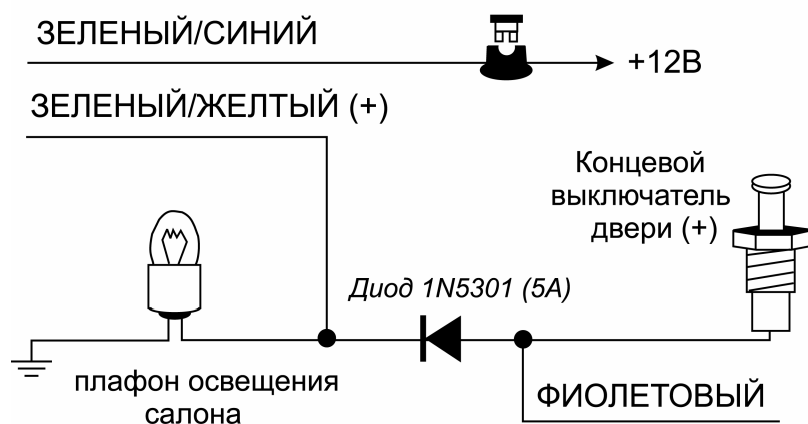 ЗЕЛЕНЫЙ/СИНИЙ
+12В
ЗЕЛЕНЫЙ/ЖЕЛТЫЙ (+)
Концевой
выключатель
двери (+)
Диод 1N5301 (5А)
плафон освещения
салона
ФИОЛЕТОВЫЙ